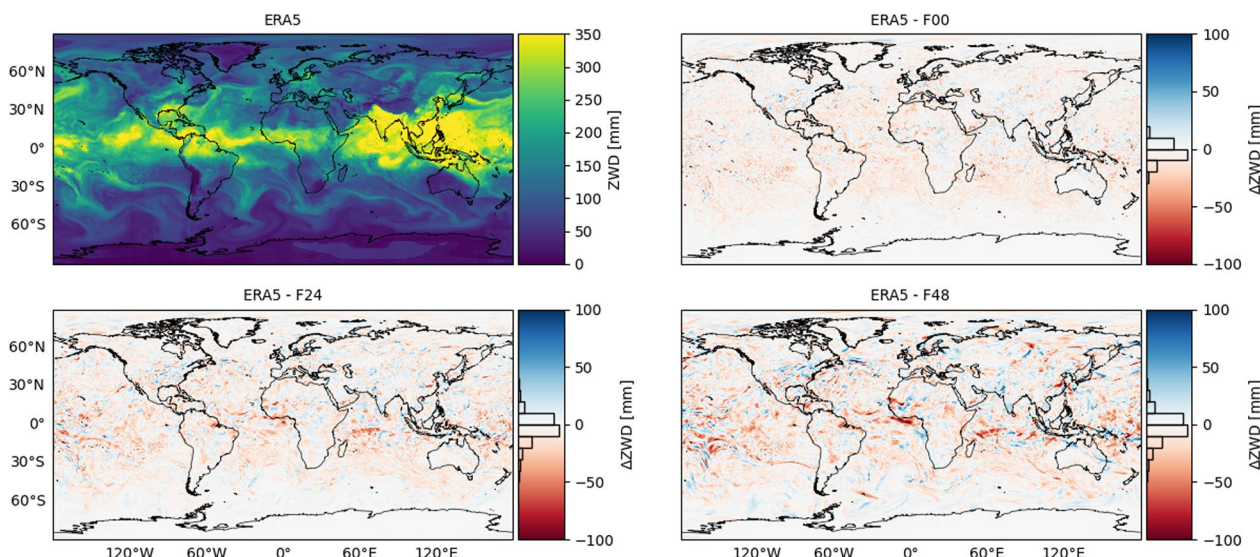 ERA5
60°N
30°N
0°
30°S
60°S
350
300
250
200
150
100
50
0
ZWD [mm]
ERA5 - F00
100
50
0
−50
−100
ΔZWD [mm]
ERA5 - F24
60°N
30°N
0°
30°S
60°S
120°W 60°W 0° 60°E 120°E
100
50
0
−50
−100
ΔZWD [mm]
ERA5 - F48
120°W 60°W 0° 60°E 120°E
100
50
0
−50
−100
ΔZWD [mm]